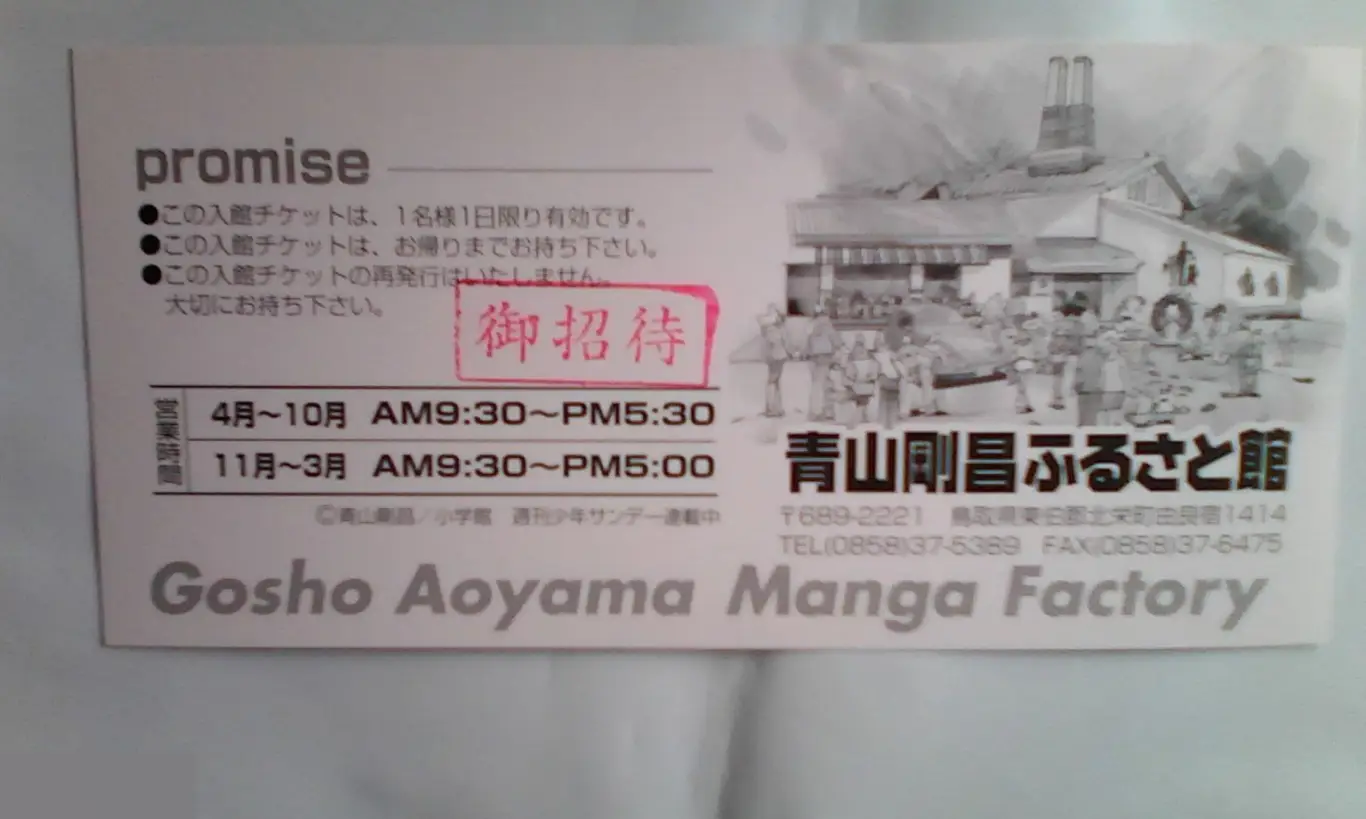 promise
●この入館チケットは、1名様1日限り有効です。
●この入館チケットは、お帰りまでお持ち下さい。
●この入館チケットの再発行はいたしません。
大切にお持ち下さい。
御招待
営業時間
4月～10月 AM9:30～PM5:30
11月～3月 AM9:30～PM5:00
©青山剛昌／小学館 週刊少年サンデー連載中
青山剛昌ふるさと館
〒689-2221 鳥取県東伯郡北栄町由良宿1414
TEL(0858)37-5389 FAX(0858)37-6475
Gosho Aoyama Manga Factory